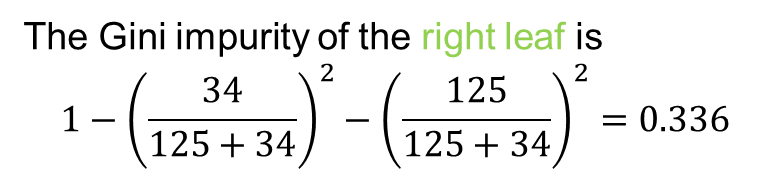 The Gini impurity of the right leaf is
1 − (34 / (125 + 34))² − (125 / (125 + 34))² = 0.336